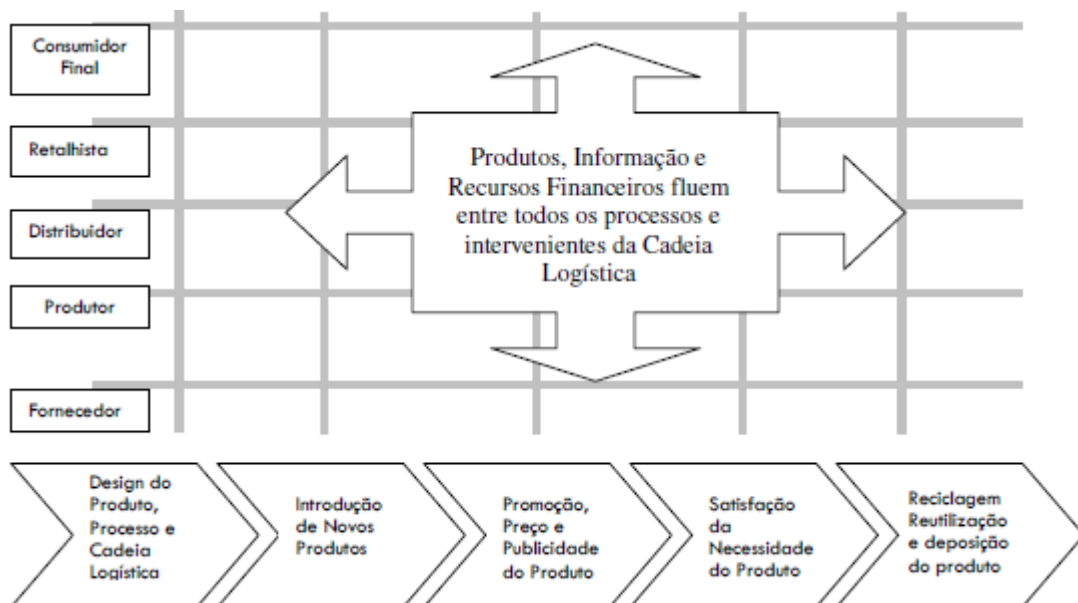 Consumidor
Final
Retalhista
Distribuidor
Produtor
Fornecedor
Produtos, Informação e
Recursos Financeiros fluem
entre todos os processos e
intervenientes da Cadeia
Logística
Design do
Produto,
Processo e
Cadeia
Logística
Introdução
de Novos
Produtos
Promoção,
Preço e
Publicidade
do Produto
Satisfação
da
Necessidade
do Produto
Reciclagem
Reutilização
e deposição
do produto